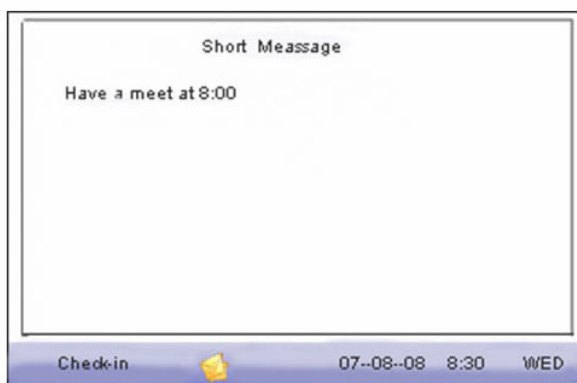 Short Meassage
Have a meet at 8:00
Check-in 07--08--08 8:30 WED